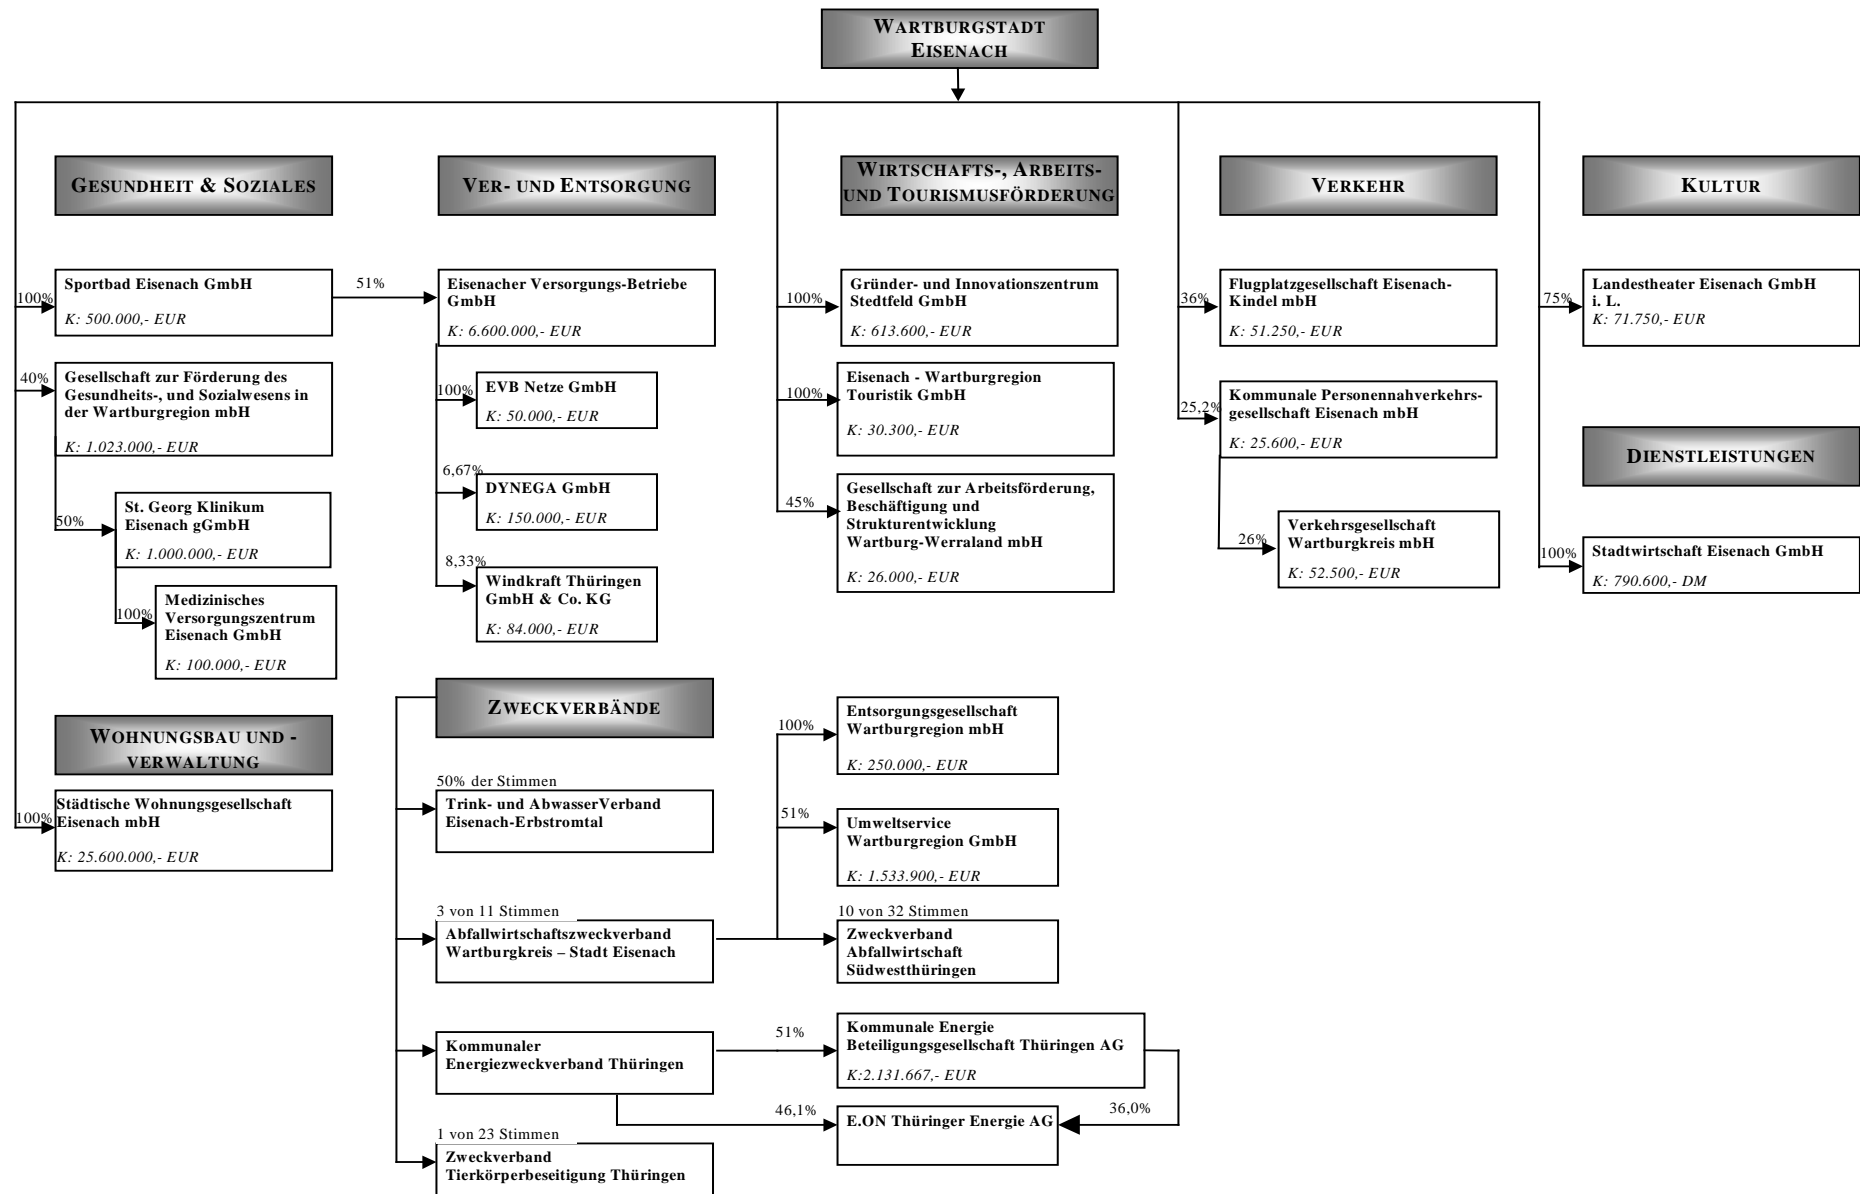 WARTBURGSTADT
EISENACH
GESUNDHEIT & SOZIALES
100%
Sportbad Eisenach GmbH
K: 500.000,- EUR
40%
Gesellschaft zur Förderung des
Gesundheits-, und Sozialwesens in
der Wartburgregion mbH
K: 1.023.000,- EUR
50%
St. Georg Klinikum
Eisenach gGmbH
K: 1.000.000,- EUR
100%
Medizinisches
Versorgungszentrum
Eisenach GmbH
K: 100.000,- EUR
WOHNUNGSBAU UND -
VERWALTUNG
100%
Städtische Wohnungsgesellschaft
Eisenach mbH
K: 25.600.000,- EUR
VER- UND ENTSORGUNG
51%
Eisenacher Versorgungs-Betriebe
GmbH
K: 6.600.000,- EUR
100%
EVB Netze GmbH
K: 50.000,- EUR
6,67%
DYNEGA GmbH
K: 150.000,- EUR
8,33%
Windkraft Thüringen
GmbH & Co. KG
K: 84.000,- EUR
WIRTSCHAFTS-, ARBEITS-
UND TOURISMUSFÖRDERUNG
100%
Gründer- und Innovationszentrum
Stedtfeld GmbH
K: 613.600,- EUR
100%
Eisenach - Wartburgregion
Touristik GmbH
K: 30.300,- EUR
45%
Gesellschaft zur Arbeitsförderung,
Beschäftigung und
Strukturentwicklung
Wartburg-Werraland mbH
K: 26.000,- EUR
VERKEHR
36%
Flugplatzgesellschaft Eisenach-
Kindel mbH
K: 51.250,- EUR
25,2%
Kommunale Personennahverkehrs-
gesellschaft Eisenach mbH
K: 25.600,- EUR
26%
Verkehrsgesellschaft
Wartburgkreis mbH
K: 52.500,- EUR
KULTUR
75%
Landestheater Eisenach GmbH
i. L.
K: 71.750,- EUR
DIENSTLEISTUNGEN
100%
Stadtwirtschaft Eisenach GmbH
K: 790.600,- DM
ZWECKVERBÄNDE
50% der Stimmen
Trink- und AbwasserVerband
Eisenach-Erbstromtal
3 von 11 Stimmen
Abfallwirtschaftszweckverband
Wartburgkreis – Stadt Eisenach
100%
Entsorgungsgesellschaft
Wartburgregion mbH
K: 250.000,- EUR
51%
Umweltservice
Wartburgregion GmbH
K: 1.533.900,- EUR
10 von 32 Stimmen
Zweckverband
Abfallwirtschaft
Südwestthüringen
Kommunaler
Energiezweckverband Thüringen
51%
Kommunale Energie
Beteiligungsgesellschaft Thüringen AG
K:2.131.667,- EUR
46,1%
E.ON Thüringer Energie AG
36,0%
1 von 23 Stimmen
Zweckverband
Tierkörperbeseitigung Thüringen